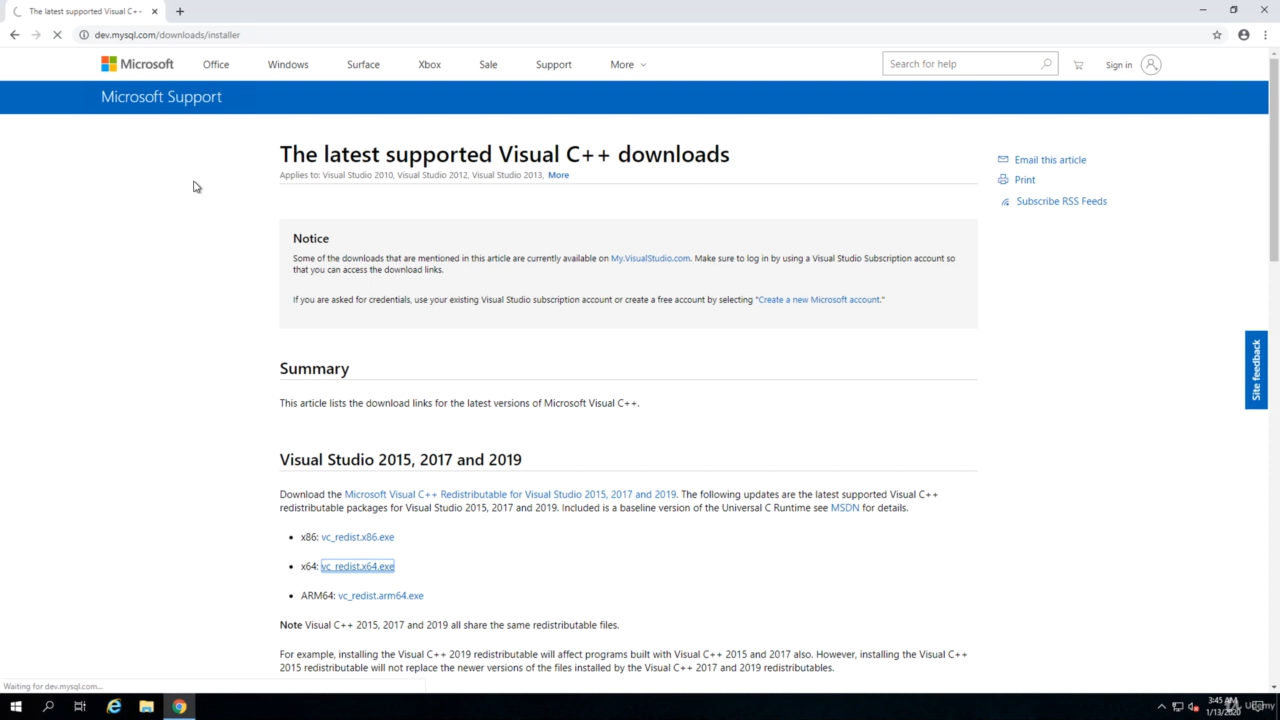 The latest supported Visual C+-
dev.mysql.com/downloads/installer
Microsoft Office Windows Surface Xbox Sale Support More Search for help Sign in
Microsoft Support
The latest supported Visual C++ downloads
Applies to: Visual Studio 2010, Visual Studio 2012, Visual Studio 2013, More
Email this article
Print
Subscribe RSS Feeds
Notice
Some of the downloads that are mentioned in this article are currently available on My.VisualStudio.com. Make sure to log in by using a Visual Studio Subscription account so
that you can access the download links.
If you are asked for credentials, use your existing Visual Studio subscription account or create a free account by selecting "Create a new Microsoft account."
Site feedback
Summary
This article lists the download links for the latest versions of Microsoft Visual C++.
Visual Studio 2015, 2017 and 2019
Download the Microsoft Visual C++ Redistributable for Visual Studio 2015, 2017 and 2019. The following updates are the latest supported Visual C++
redistributable packages for Visual Studio 2015, 2017 and 2019. Included is a baseline version of the Universal C Runtime see MSDN for details.
• x86: vc_redist.x86.exe
• x64: vc_redist.x64.exe
• ARM64: vc_redist.arm64.exe
Note Visual C++ 2015, 2017 and 2019 all share the same redistributable files.
For example, installing the Visual C++ 2019 redistributable will affect programs built with Visual C++ 2015 and 2017 also. However, installing the Visual C++
2015 redistributable will not replace the newer versions of the files installed by the Visual C++ 2017 and 2019 redistributables.
Waiting for dev.mysql.com...
3:45 AM
1/13/2020
Udemy